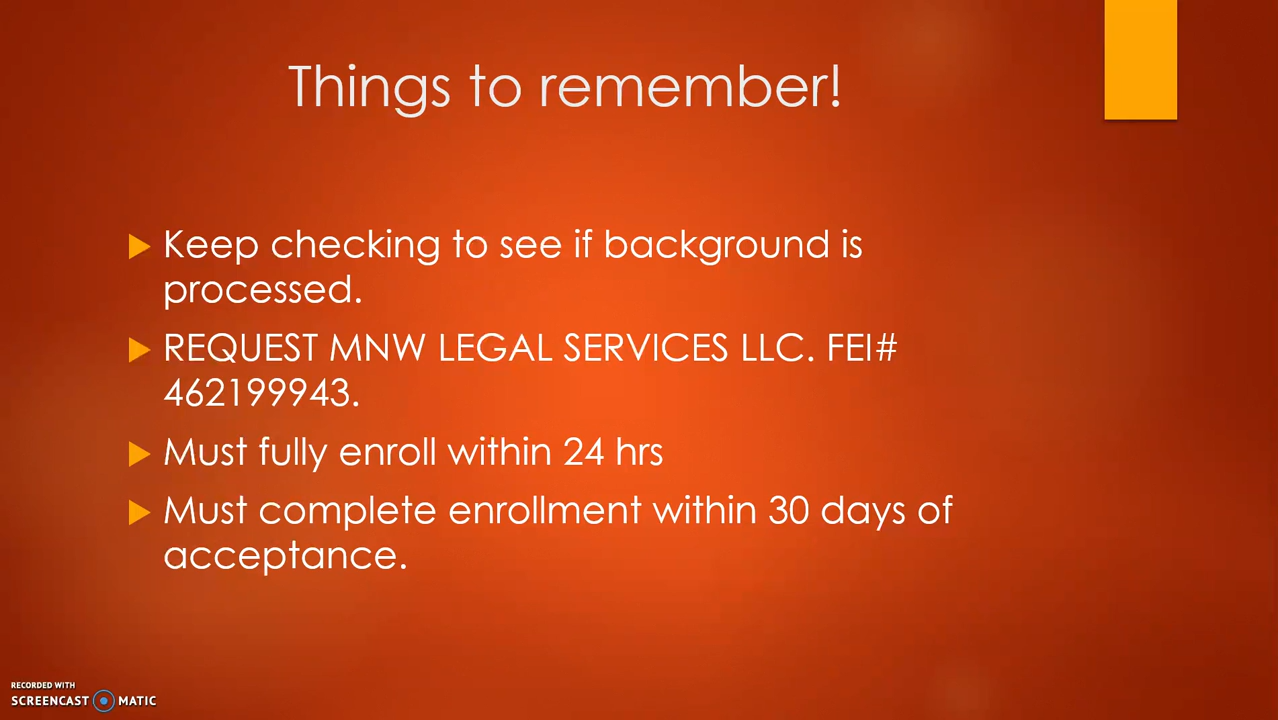 Things to remember!
Keep checking to see if background is
processed.
REQUEST MNW LEGAL SERVICES LLC. FEI#
462199943.
Must fully enroll within 24 hrs
Must complete enrollment within 30 days of
acceptance.
RECORDED WITH
SCREENCAST MATIC